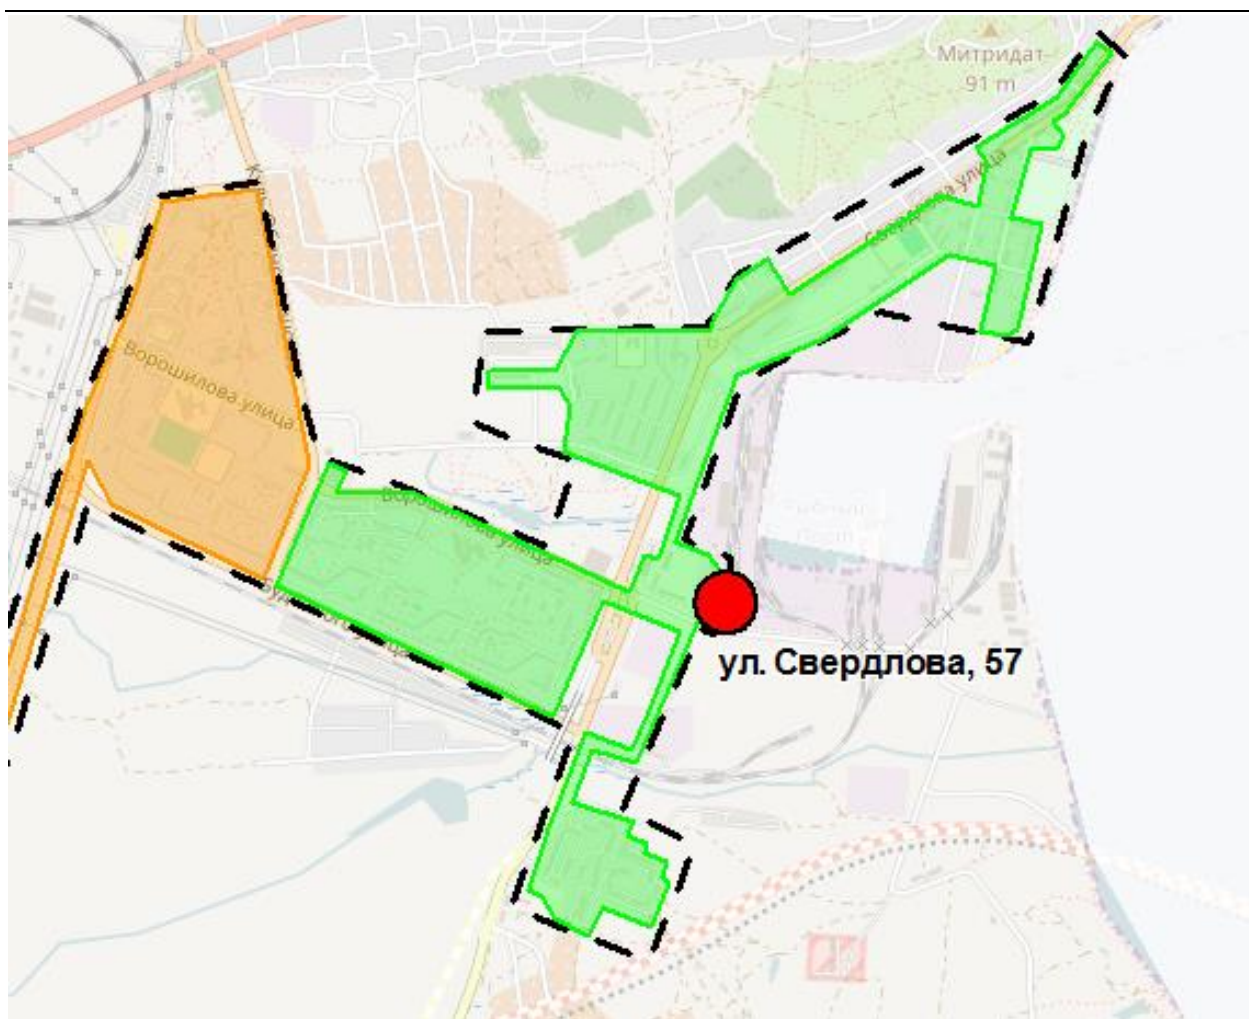 Митридат
91 m
Свердлова улица
Ворошилова улица
Ворошилова улица
ул. Свердлова, 57